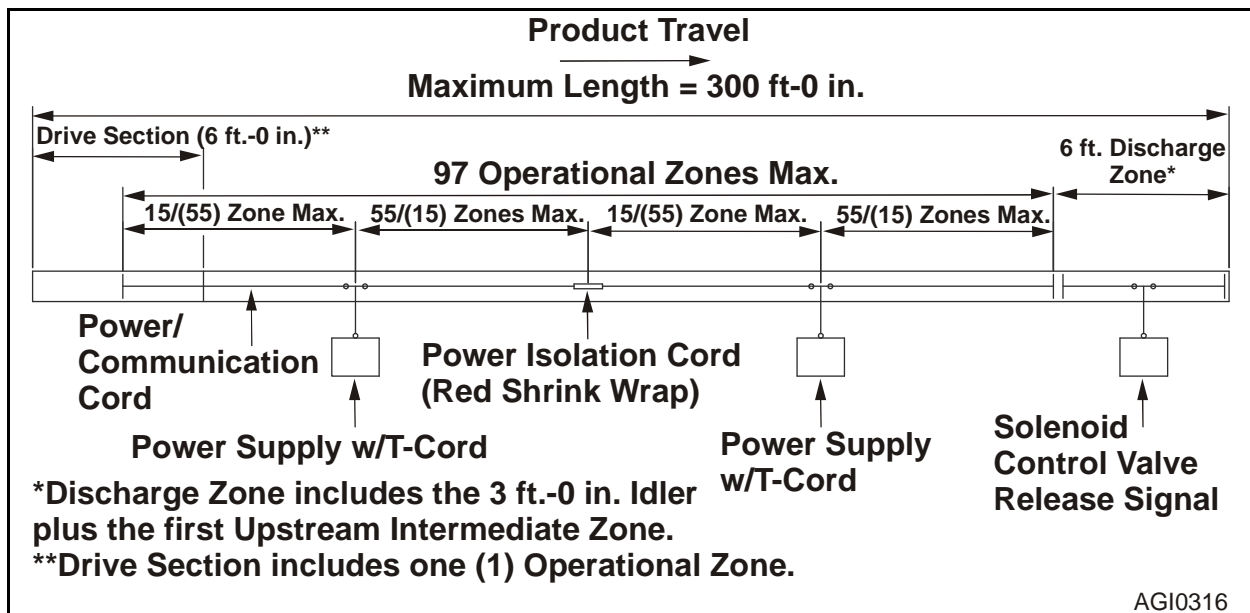 Product Travel
Maximum Length = 300 ft-0 in.
Drive Section (6 ft.-0 in.)**
6 ft. Discharge
Zone*
97 Operational Zones Max.
15/(55) Zone Max.
55/(15) Zones Max.
15/(55) Zone Max.
55/(15) Zones Max.
Power/
Communication
Cord
Power Isolation Cord
(Red Shrink Wrap)
Power Supply w/T-Cord
Power Supply
w/T-Cord
Solenoid
Control Valve
Release Signal
*Discharge Zone includes the 3 ft.-0 in. Idler
plus the first Upstream Intermediate Zone.
**Drive Section includes one (1) Operational Zone.
AGI0316